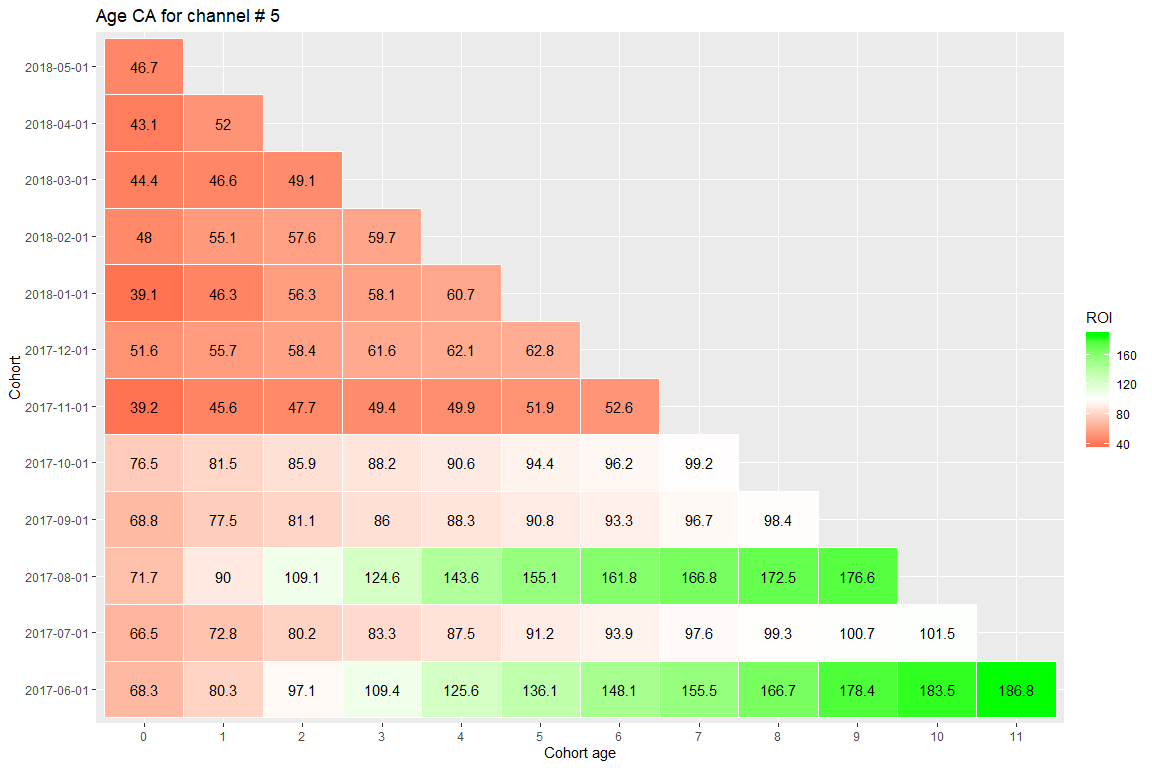 Age CA for channel # 5
2018-05-01 46.7
2018-04-01 43.1 52
2018-03-01 44.4 46.6 49.1
2018-02-01 48 55.1 57.6 59.7
2018-01-01 39.1 46.3 56.3 58.1 60.7
2017-12-01 51.6 55.7 58.4 61.6 62.1 62.8
2017-11-01 39.2 45.6 47.7 49.4 49.9 51.9 52.6
2017-10-01 76.5 81.5 85.9 88.2 90.6 94.4 96.2 99.2
2017-09-01 68.8 77.5 81.1 86 88.3 90.8 93.3 96.7 98.4
2017-08-01 71.7 90 109.1 124.6 143.6 155.1 161.8 166.8 172.5 176.6
2017-07-01 66.5 72.8 80.2 83.3 87.5 91.2 93.9 97.6 99.3 100.7 101.5
2017-06-01 68.3 80.3 97.1 109.4 125.6 136.1 148.1 155.5 166.7 178.4 183.5 186.8
0 1 2 3 4 5 6 7 8 9 10 11
Cohort age
Cohort
ROI
160
120
80
40